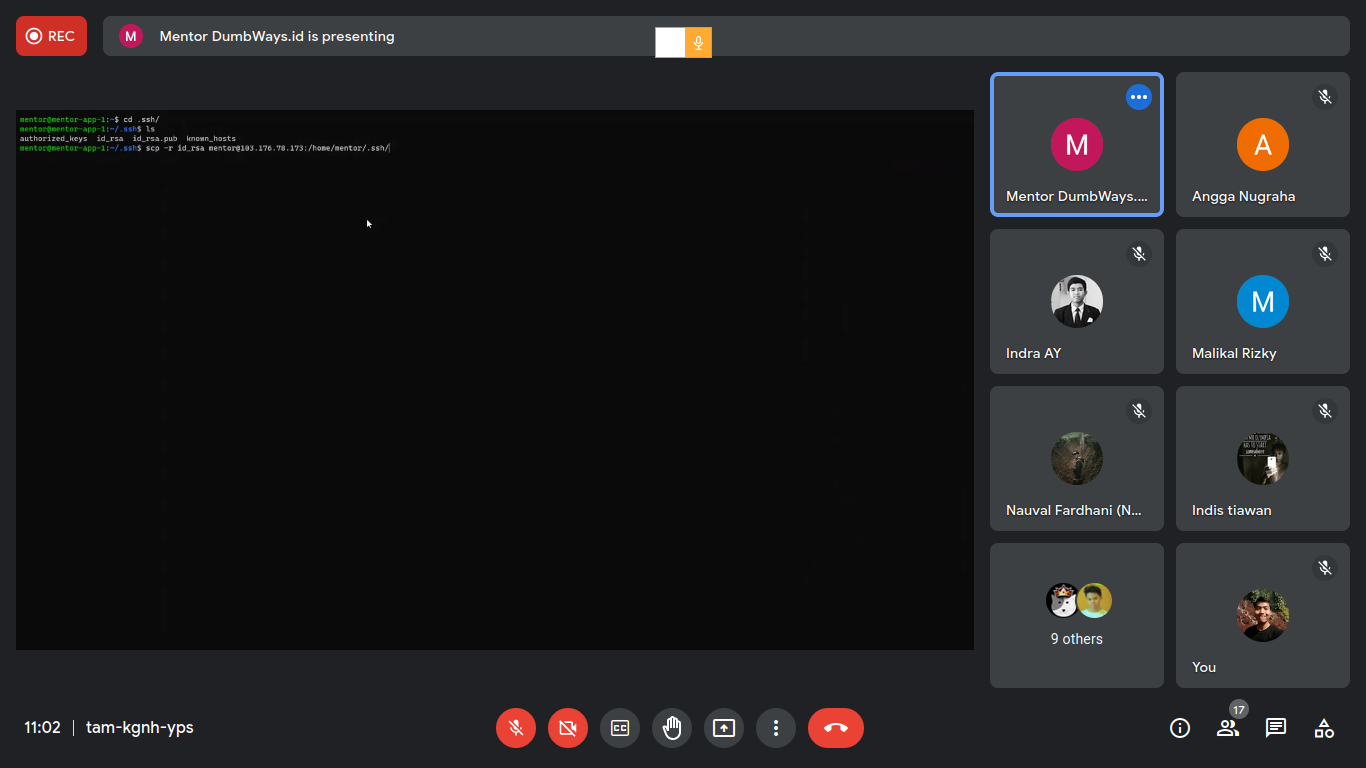 REC
M
Mentor DumbWays.id is presenting
mentor@mentor-app-1:~$ cd .ssh/
mentor@mentor-app-1:~/.ssh$ ls
authorized_keys id_rsa id_rsa.pub known_hosts
mentor@mentor-app-1:~/.ssh$ scp -r id_rsa mentor@103.176.78.173:/home/mentor/.ssh/
M
Mentor DumbWays....
A
Angga Nugraha
Indra AY
M
Malikal Rizky
Nauval Fardhani (N...
Indis tiawan
9 others
You
11:02 | tam-kgnh-yps
CC
17